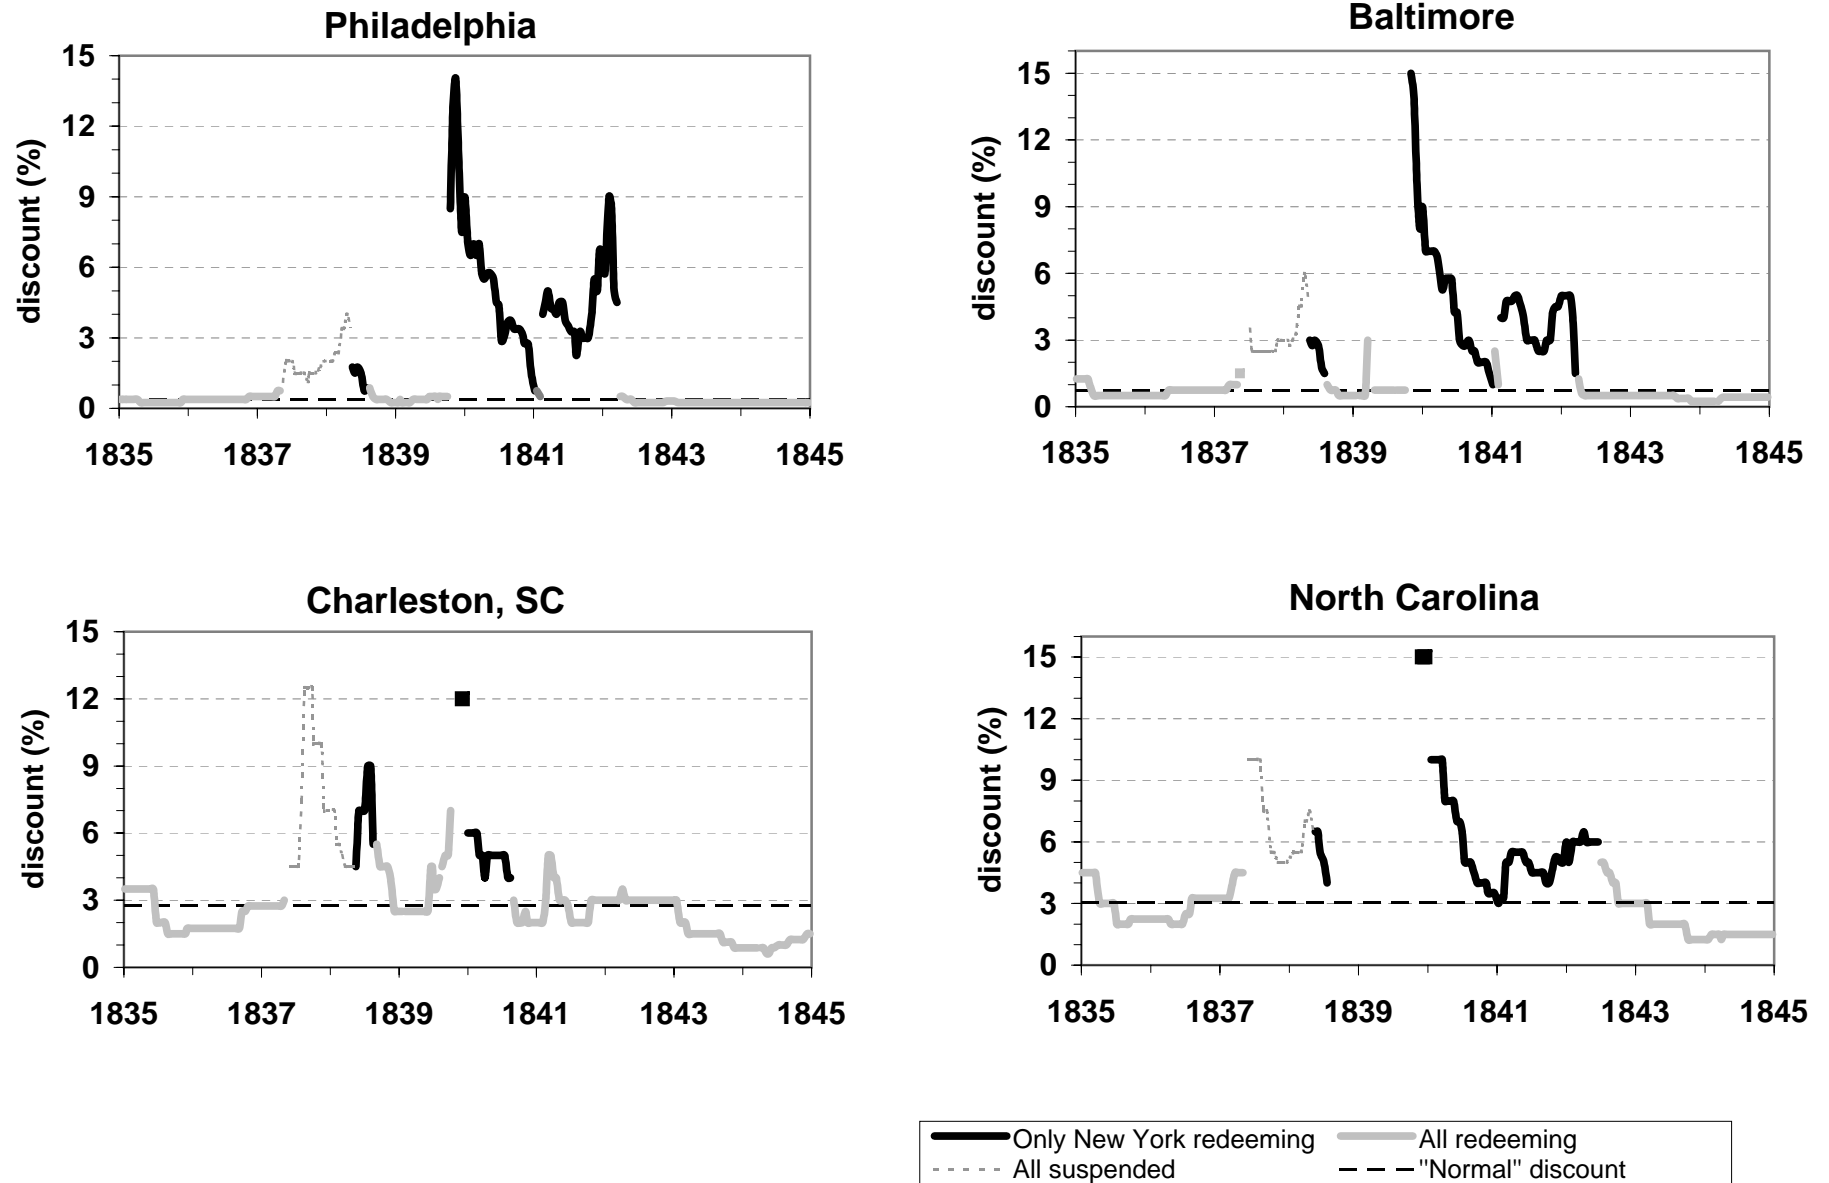 Philadelphia
15
12
9
6
3
0
discount (%)
1835 1837 1839 1841 1843 1845
Baltimore
15
12
9
6
3
0
discount (%)
1835 1837 1839 1841 1843 1845
Charleston, SC
15
12
9
6
3
0
discount (%)
1835 1837 1839 1841 1843 1845
North Carolina
15
12
9
6
3
0
discount (%)
1835 1837 1839 1841 1843 1845
Only New York redeeming All redeeming
All suspended "Normal" discount